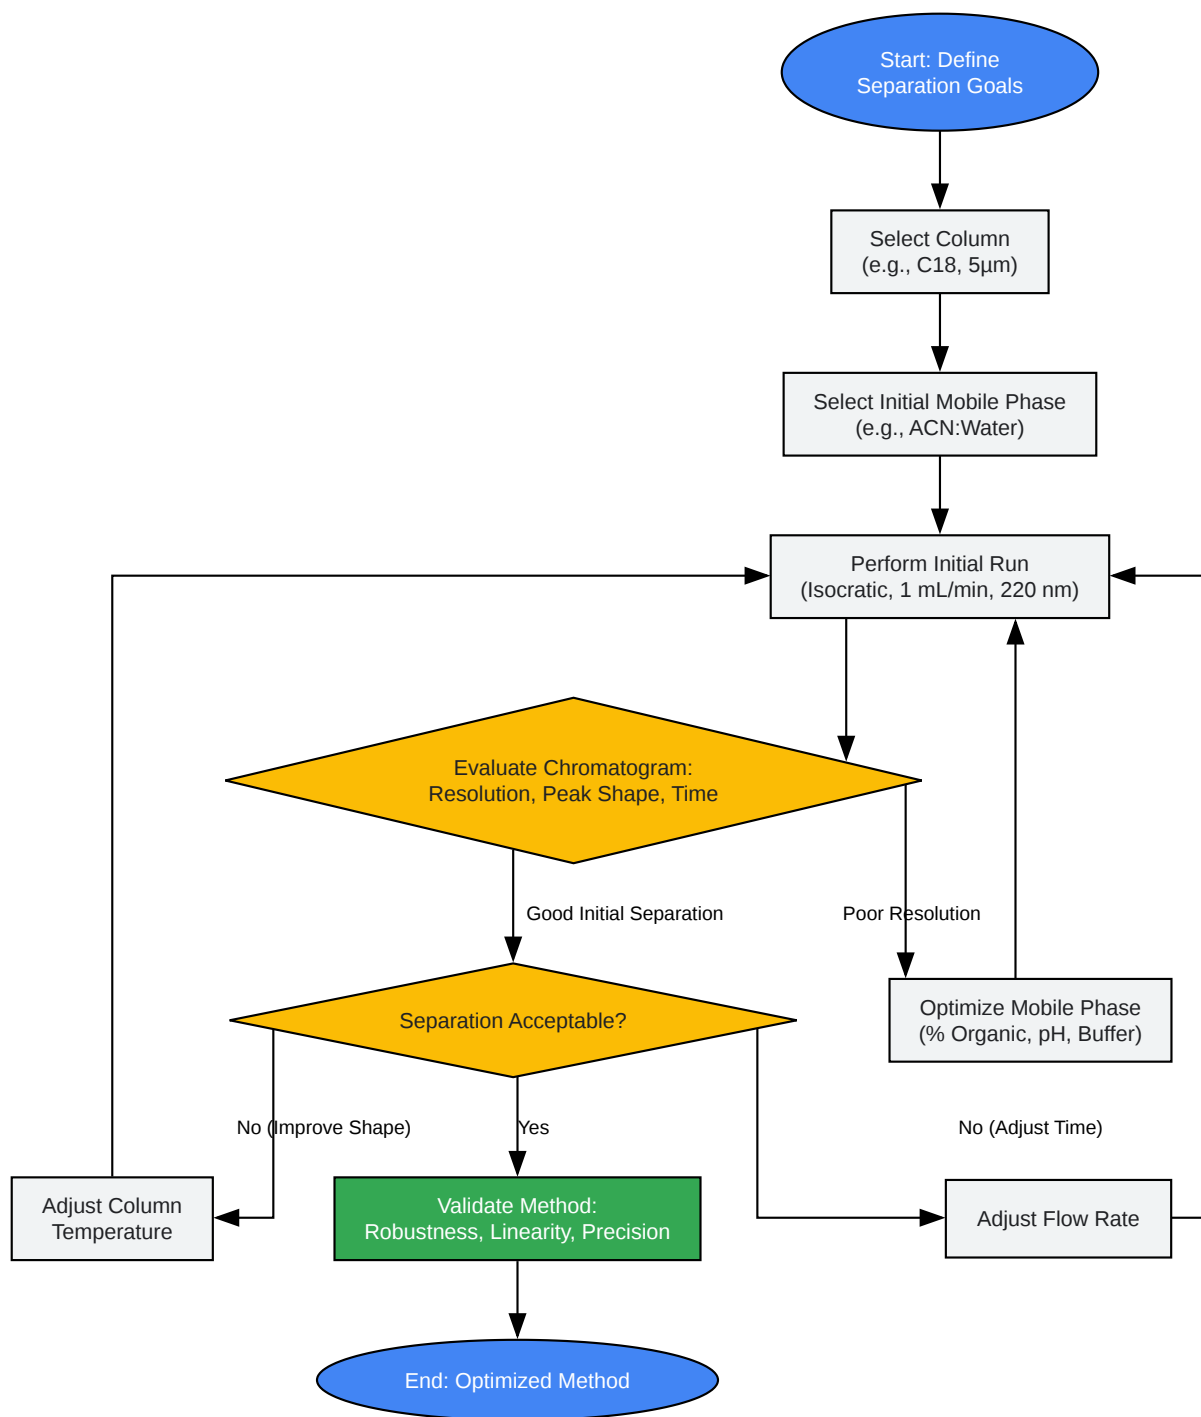 Start: Define
Separation Goals
Select Column
(e.g., C18, 5µm)
Select Initial Mobile Phase
(e.g., ACN:Water)
Perform Initial Run
(Isocratic, 1 mL/min, 220 nm)
Evaluate Chromatogram:
Resolution, Peak Shape, Time
Good Initial Separation
Poor Resolution
Separation Acceptable?
Optimize Mobile Phase
(% Organic, pH, Buffer)
No (Improve Shape)
Yes
No (Adjust Time)
Adjust Column
Temperature
Validate Method:
Robustness, Linearity, Precision
Adjust Flow Rate
End: Optimized Method